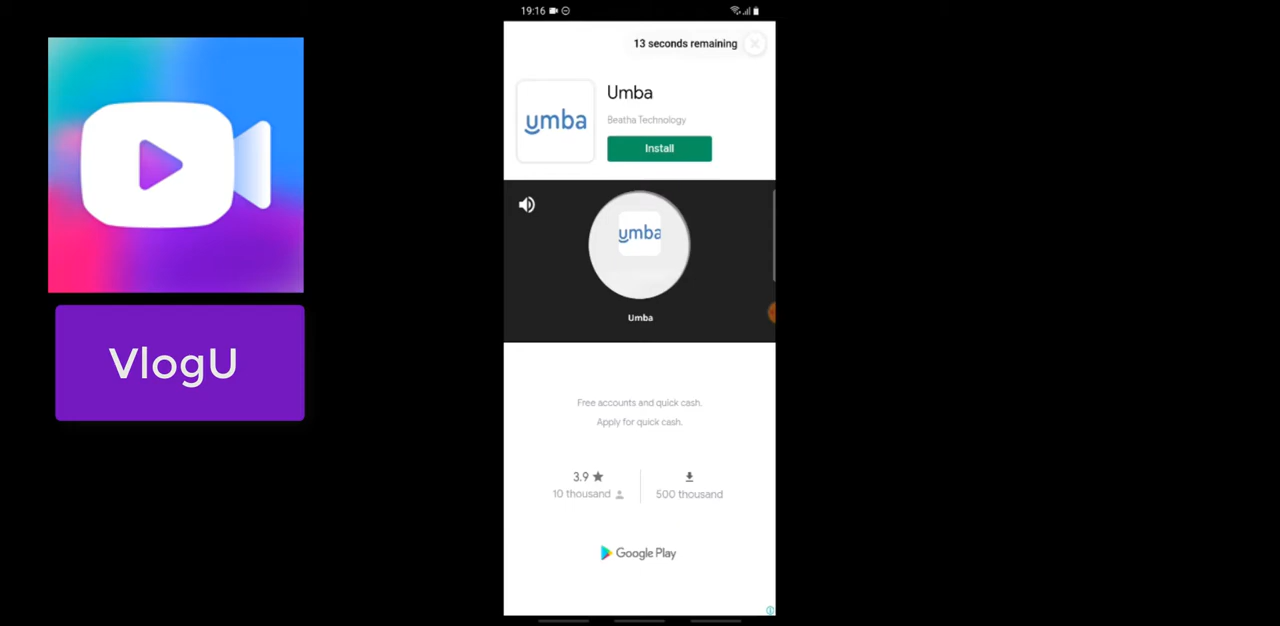 19:16
13 seconds remaining
umba
Umba
Beatha Technology
Install
umba
Umba
VlogU
Free accounts and quick cash.
Apply for quick cash.
3.9
10 thousand
500 thousand
Google Play